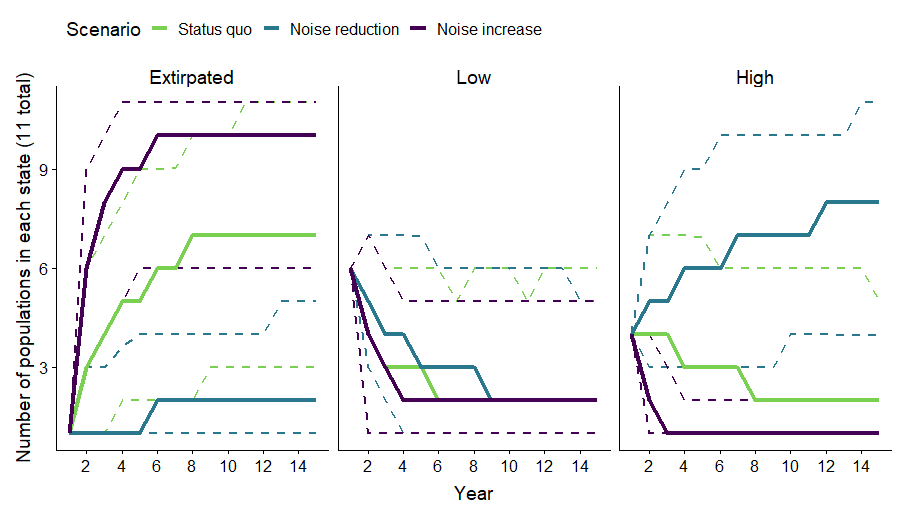 Scenario Status quo Noise reduction Noise increase
Extirpated Low High
Number of populations in each state (11 total)
9
6
3
2 4 6 8 10 12 14 2 4 6 8 10 12 14 2 4 6 8 10 12 14
Year